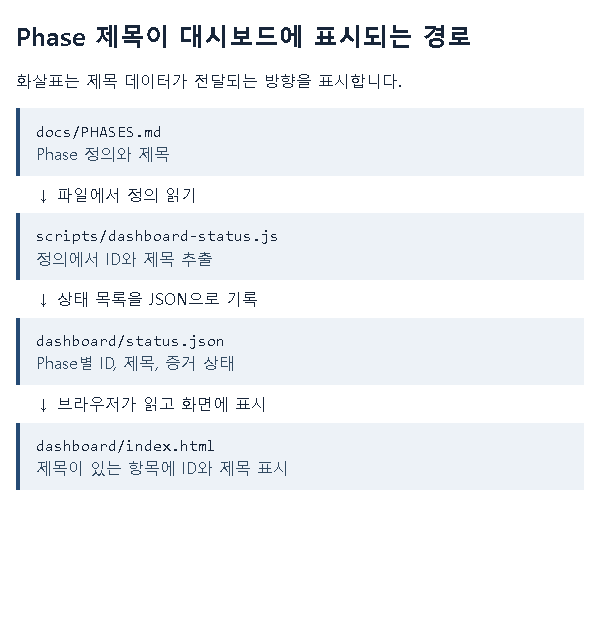 Phase 제목이 대시보드에 표시되는 경로
화살표는 제목 데이터가 전달되는 방향을 표시합니다.
docs/PHASES.md
Phase 정의와 제목
↓ 파일에서 정의 읽기
scripts/dashboard-status.js
정의에서 ID와 제목 추출
↓ 상태 목록을 JSON으로 기록
dashboard/status.json
Phase별 ID, 제목, 증거 상태
↓ 브라우저가 읽고 화면에 표시
dashboard/index.html
제목이 있는 항목에 ID와 제목 표시